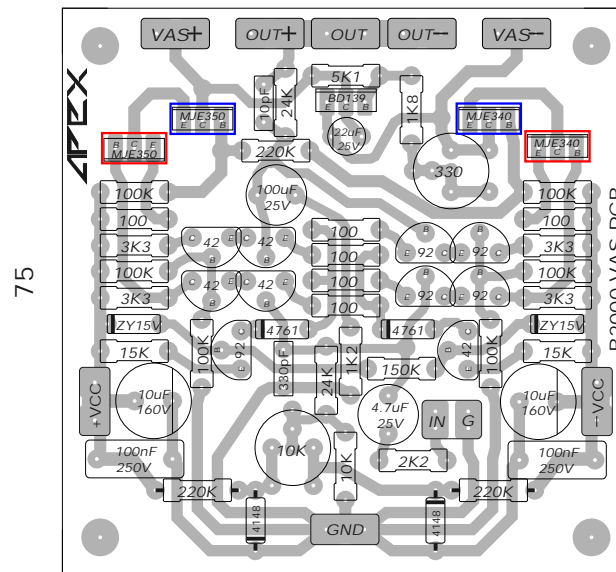 VAS+ OUT+ OUT OUT− VAS−
APEX
10pF 24K 5K1 1K8
BD139
E C B
MJE350
E C B
MJE340
E C B
22uF
25V
B C E
MJE350
MJE340
E C B
220K
330
100uF
25V
100K 100K
100 100
3K3 3K3
100K 100K
3K3 3K3
100
100
100
100
C 42 E E 42 C
B B
C 42 E E 42 C
B B
B B
E 92 C C 92 E
B B
E 92 C C 92 E
75
B2000 VAS PCB
ZY15V 4761 4761 ZY15V
15K 15K
100K 92 330pF 24K 1K2 150K 42 100K
C B E
C B E
+VCC −VCC
10uF
160V
10uF
160V
4.7uF
25V
IN G
10K 10K 2K2
100nF
250V
100nF
250V
220K 220K
4148 4148
GND